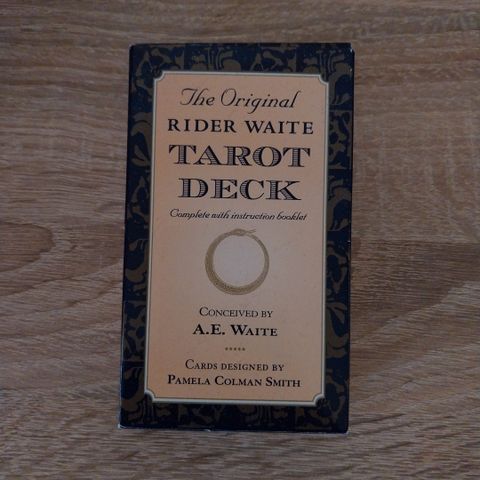 The Original
RIDER WAITE
TAROT
DECK
Complete with instruction booklet
CONCEIVED BY
A.E. WAITE
*****
CARDS DESIGNED BY
PAMELA COLMAN SMITH